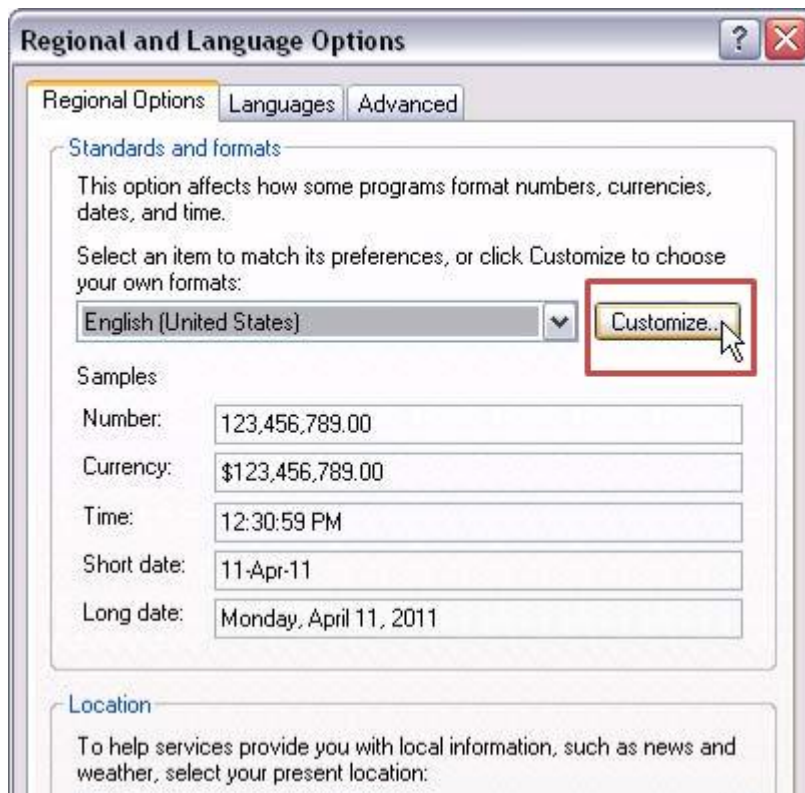 Regional and Language Options
?
Regional Options Languages Advanced
Standards and formats
This option affects how some programs format numbers, currencies,
dates, and time.
Select an item to match its preferences, or click Customize to choose
your own formats:
English (United States) Customize...
Samples
Number: 123,456,789.00
Currency: $123,456,789.00
Time: 12:30:59 PM
Short date: 11-Apr-11
Long date: Monday, April 11, 2011
Location
To help services provide you with local information, such as news and
weather, select your present location: